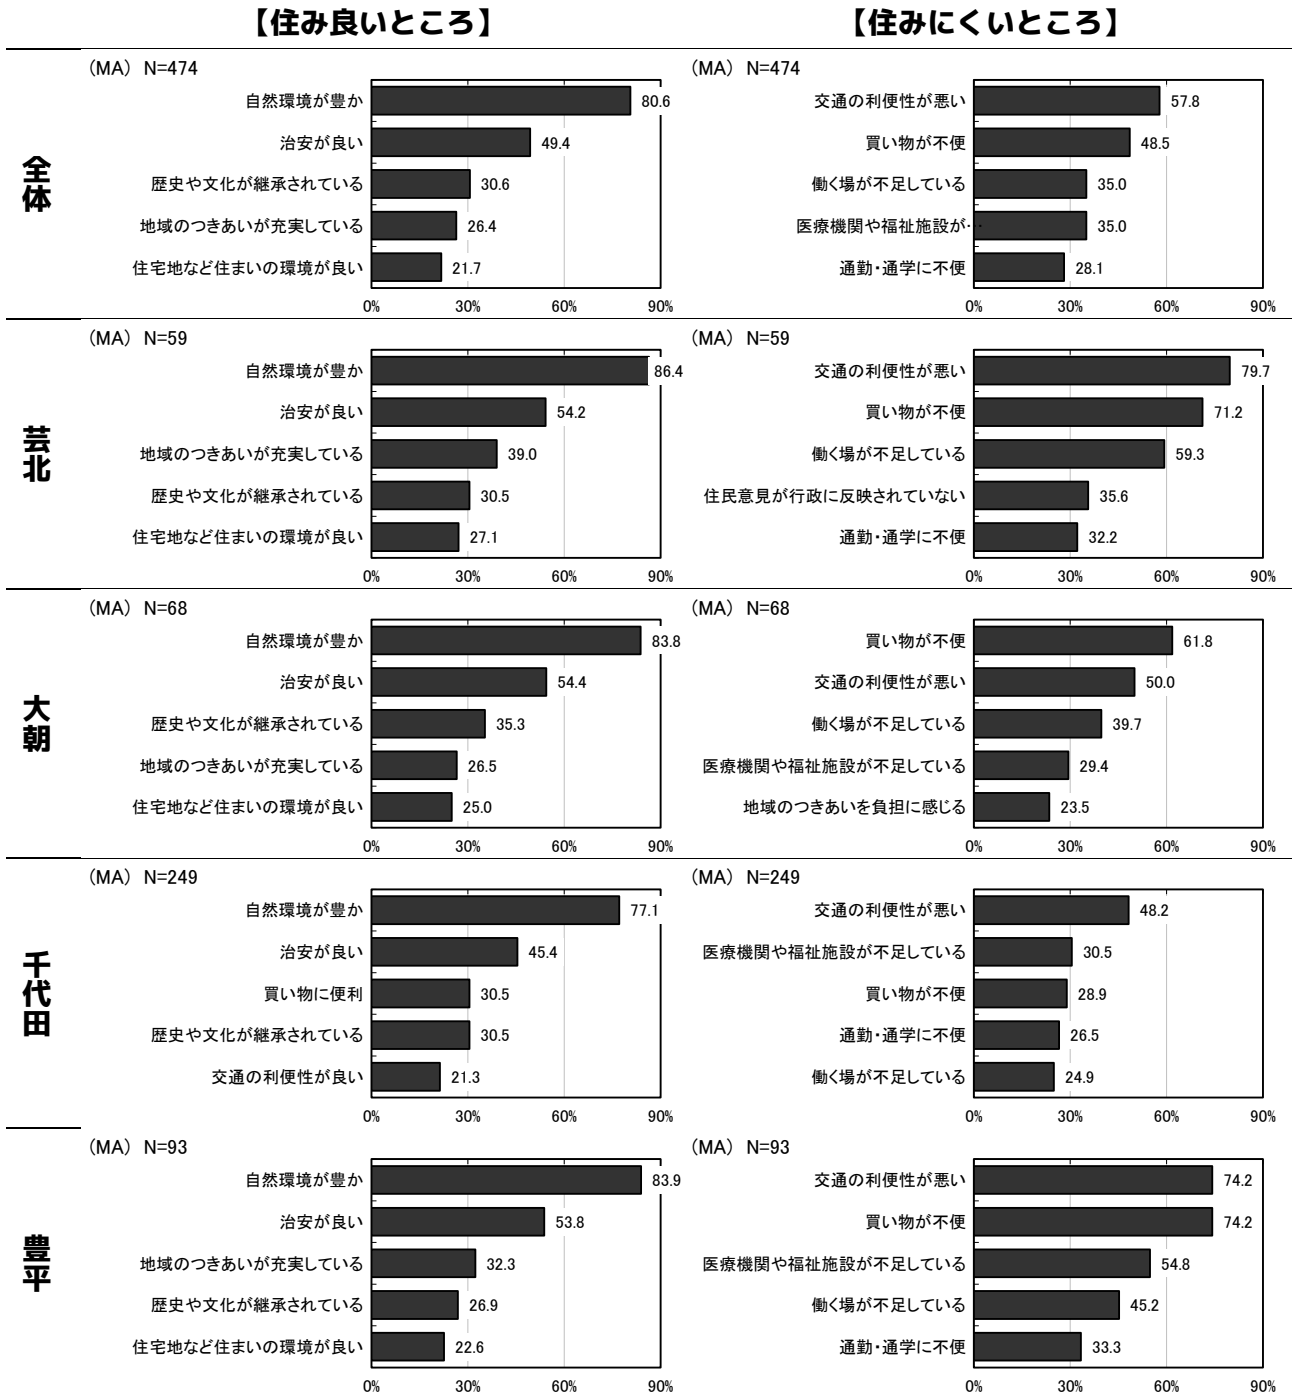 【住み良いところ】
【住みにくいところ】
全体
(MA) N=474
自然環境が豊か 80.6
治安が良い 49.4
歴史や文化が継承されている 30.6
地域のつきあいが充実している 26.4
住宅地など住まいの環境が良い 21.7
0% 30% 60% 90%
(MA) N=474
交通の利便性が悪い 57.8
買い物が不便 48.5
働く場が不足している 35.0
医療機関や福祉施設が… 35.0
通勤・通学に不便 28.1
0% 30% 60% 90%
芸北
(MA) N=59
自然環境が豊か 86.4
治安が良い 54.2
地域のつきあいが充実している 39.0
歴史や文化が継承されている 30.5
住宅地など住まいの環境が良い 27.1
0% 30% 60% 90%
(MA) N=59
交通の利便性が悪い 79.7
買い物が不便 71.2
働く場が不足している 59.3
住民意見が行政に反映されていない 35.6
通勤・通学に不便 32.2
0% 30% 60% 90%
大朝
(MA) N=68
自然環境が豊か 83.8
治安が良い 54.4
歴史や文化が継承されている 35.3
地域のつきあいが充実している 26.5
住宅地など住まいの環境が良い 25.0
0% 30% 60% 90%
(MA) N=68
買い物が不便 61.8
交通の利便性が悪い 50.0
働く場が不足している 39.7
医療機関や福祉施設が不足している 29.4
地域のつきあいを負担に感じる 23.5
0% 30% 60% 90%
千代田
(MA) N=249
自然環境が豊か 77.1
治安が良い 45.4
買い物に便利 30.5
歴史や文化が継承されている 30.5
交通の利便性が良い 21.3
0% 30% 60% 90%
(MA) N=249
交通の利便性が悪い 48.2
医療機関や福祉施設が不足している 30.5
買い物が不便 28.9
通勤・通学に不便 26.5
働く場が不足している 24.9
0% 30% 60% 90%
豊平
(MA) N=93
自然環境が豊か 83.9
治安が良い 53.8
地域のつきあいが充実している 32.3
歴史や文化が継承されている 26.9
住宅地など住まいの環境が良い 22.6
0% 30% 60% 90%
(MA) N=93
交通の利便性が悪い 74.2
買い物が不便 74.2
医療機関や福祉施設が不足している 54.8
働く場が不足している 45.2
通勤・通学に不便 33.3
0% 30% 60% 90%